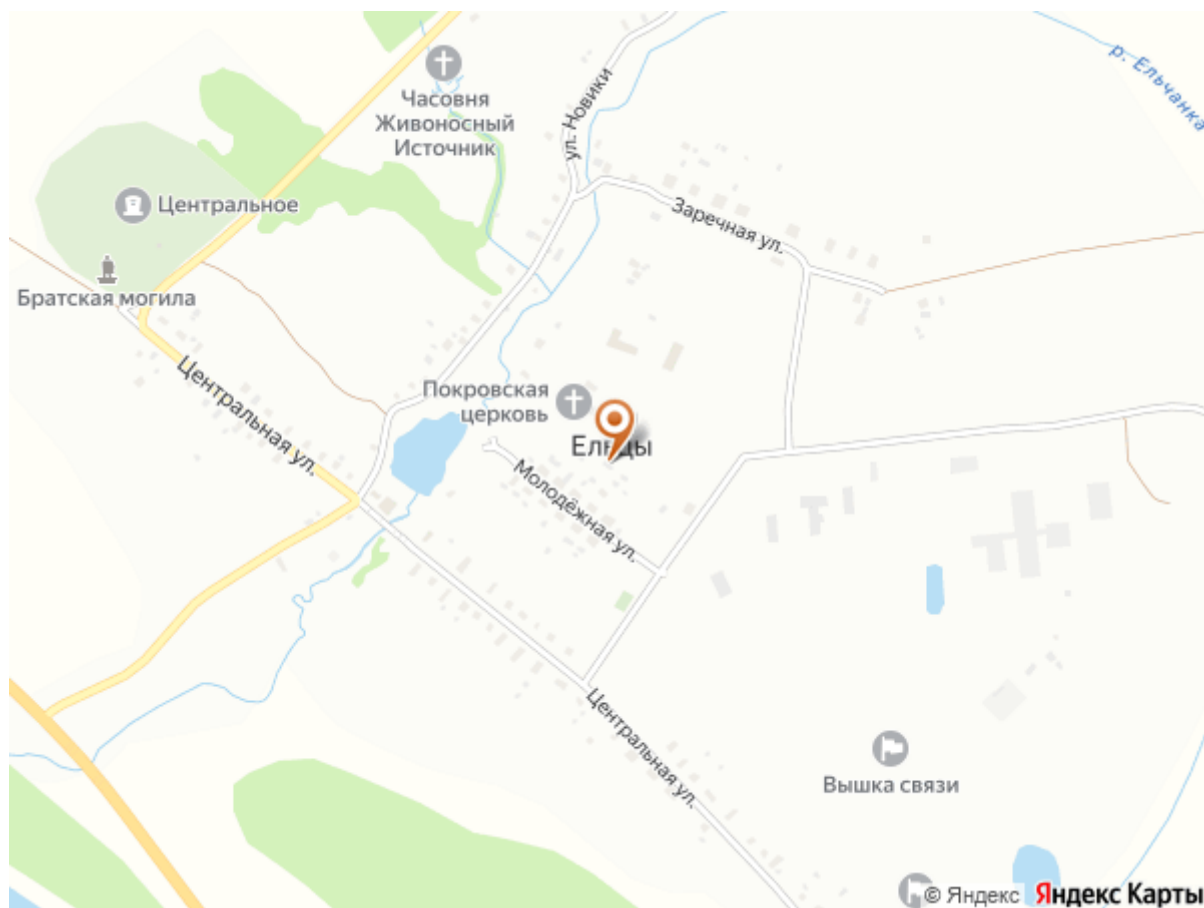 р. Ельчанка
Часовня
Живоносный
Источник
ул. Новики
Центральное
Заречная ул.
Братская могила
Центральная ул.
Покровская
церковь
Ельцы
Молодёжная ул.
Центральная ул.
Вышка связи
© Яндекс Яндекс Карты